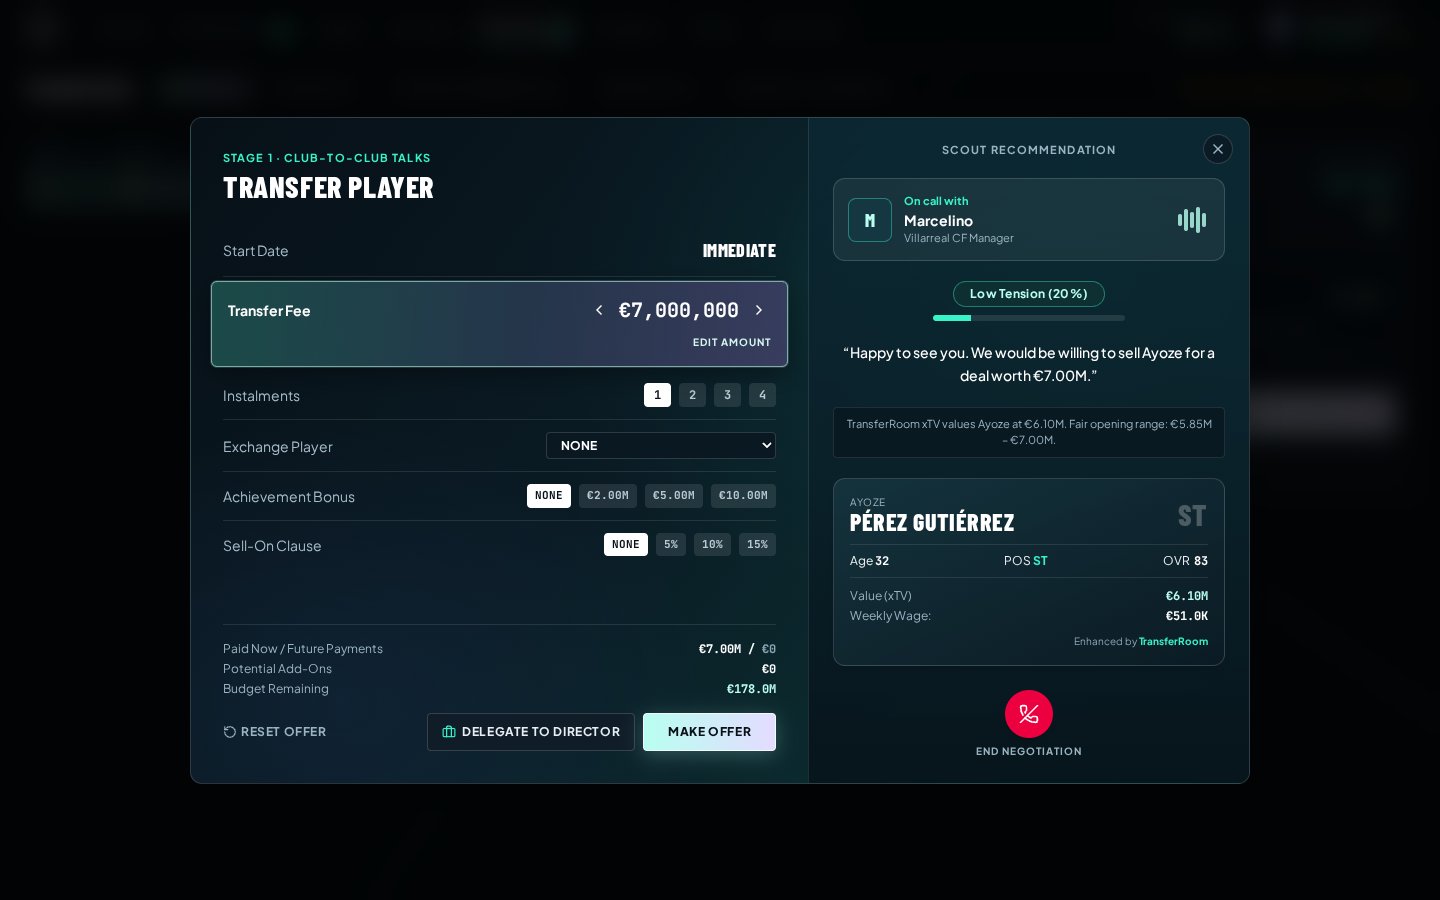 STAGE 1 · CLUB-TO-CLUB TALKS
TRANSFER PLAYER
Start Date
IMMEDIATE
Transfer Fee
€7,000,000
EDIT AMOUNT
Instalments
1 2 3 4
Exchange Player
NONE
Achievement Bonus
NONE €2.00M €5.00M €10.00M
Sell-On Clause
NONE 5% 10% 15%
Paid Now / Future Payments
€7.00M / €0
Potential Add-Ons
€0
Budget Remaining
€178.0M
RESET OFFER
DELEGATE TO DIRECTOR
MAKE OFFER
SCOUT RECOMMENDATION
M
On call with
Marcelino
Villarreal CF Manager
Low Tension (20%)
“Happy to see you. We would be willing to sell Ayoze for a
deal worth €7.00M.”
TransferRoom xTV values Ayoze at €6.10M. Fair opening range: €5.85M
– €7.00M.
AYOZE
PÉREZ GUTIÉRREZ
ST
Age 32
POS ST
OVR 83
Value (xTV)
€6.10M
Weekly Wage:
€51.0K
Enhanced by TransferRoom
END NEGOTIATION